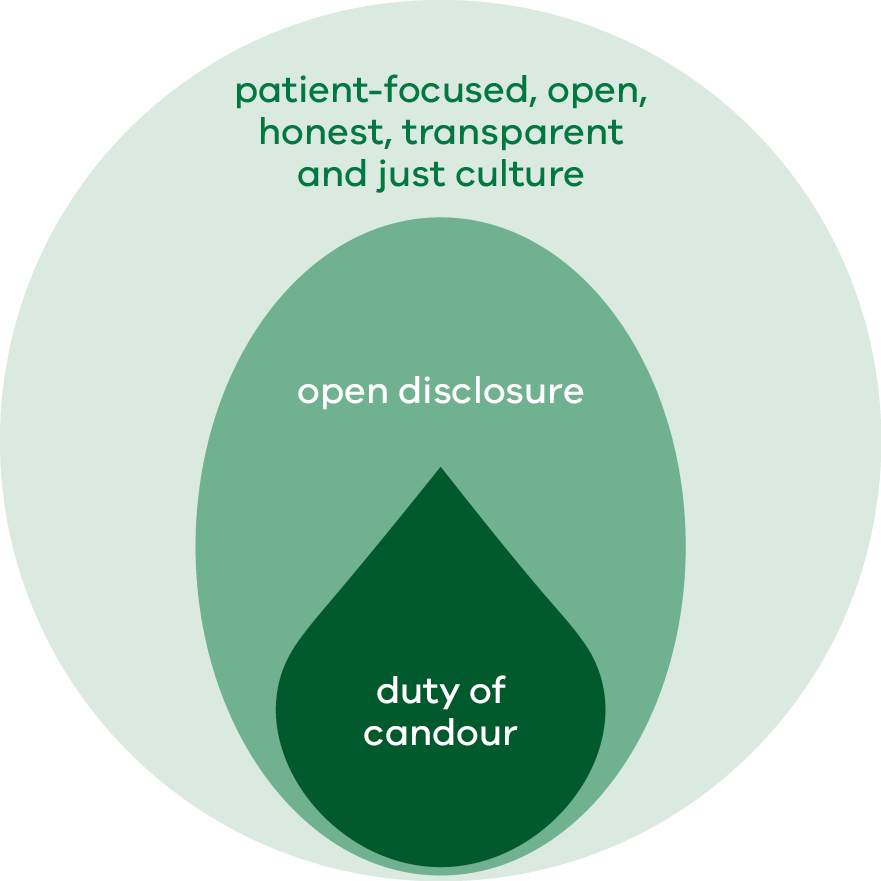 patient-focused, open,
honest, transparent
and just culture
open disclosure
duty of
candour